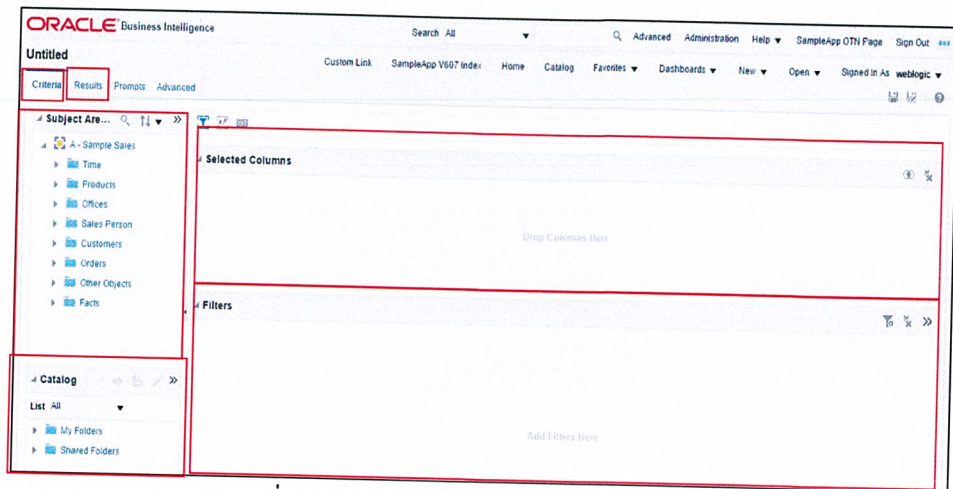 ORACLE Business Intelligence
Search All
Advanced Administration Help SampleApp OTN Page Sign Out
Untitled
Custom Link SampleApp V607 Index Home Catalog Favorites Dashboards New Open Signed In As weblogic
Criteria Results Prompts Advanced
Subject Are...
A - Sample Sales
Time
Products
Offices
Sales Person
Customers
Orders
Other Objects
Facts
Selected Columns
Drop Columns Here
Filters
Add Filters Here
Catalog
List All
My Folders
Shared Folders